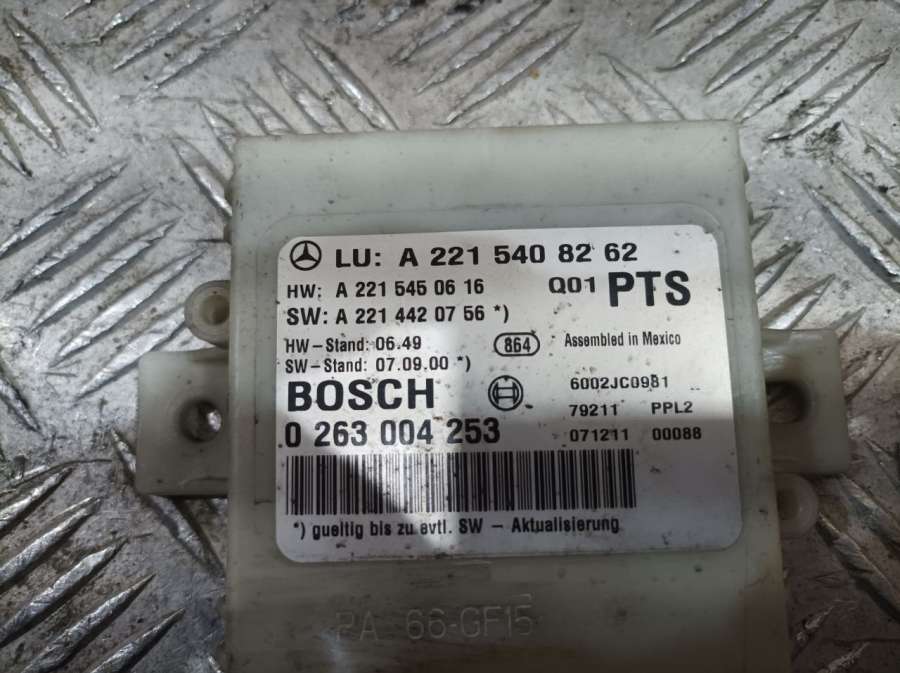 LU: A 221 540 82 62
HW: A 221 545 06 16 Q01 PTS
SW: A 221 442 07 56 *)
HW-Stand: 06.49 864 Assembled in Mexico
SW-Stand: 07.09.00 *)
BOSCH 6002JC0981
79211 PPL2
0 263 004 253 071211 00088
*) gueltig bis zu evtl. SW - Aktualisierung
PA 66-GF15